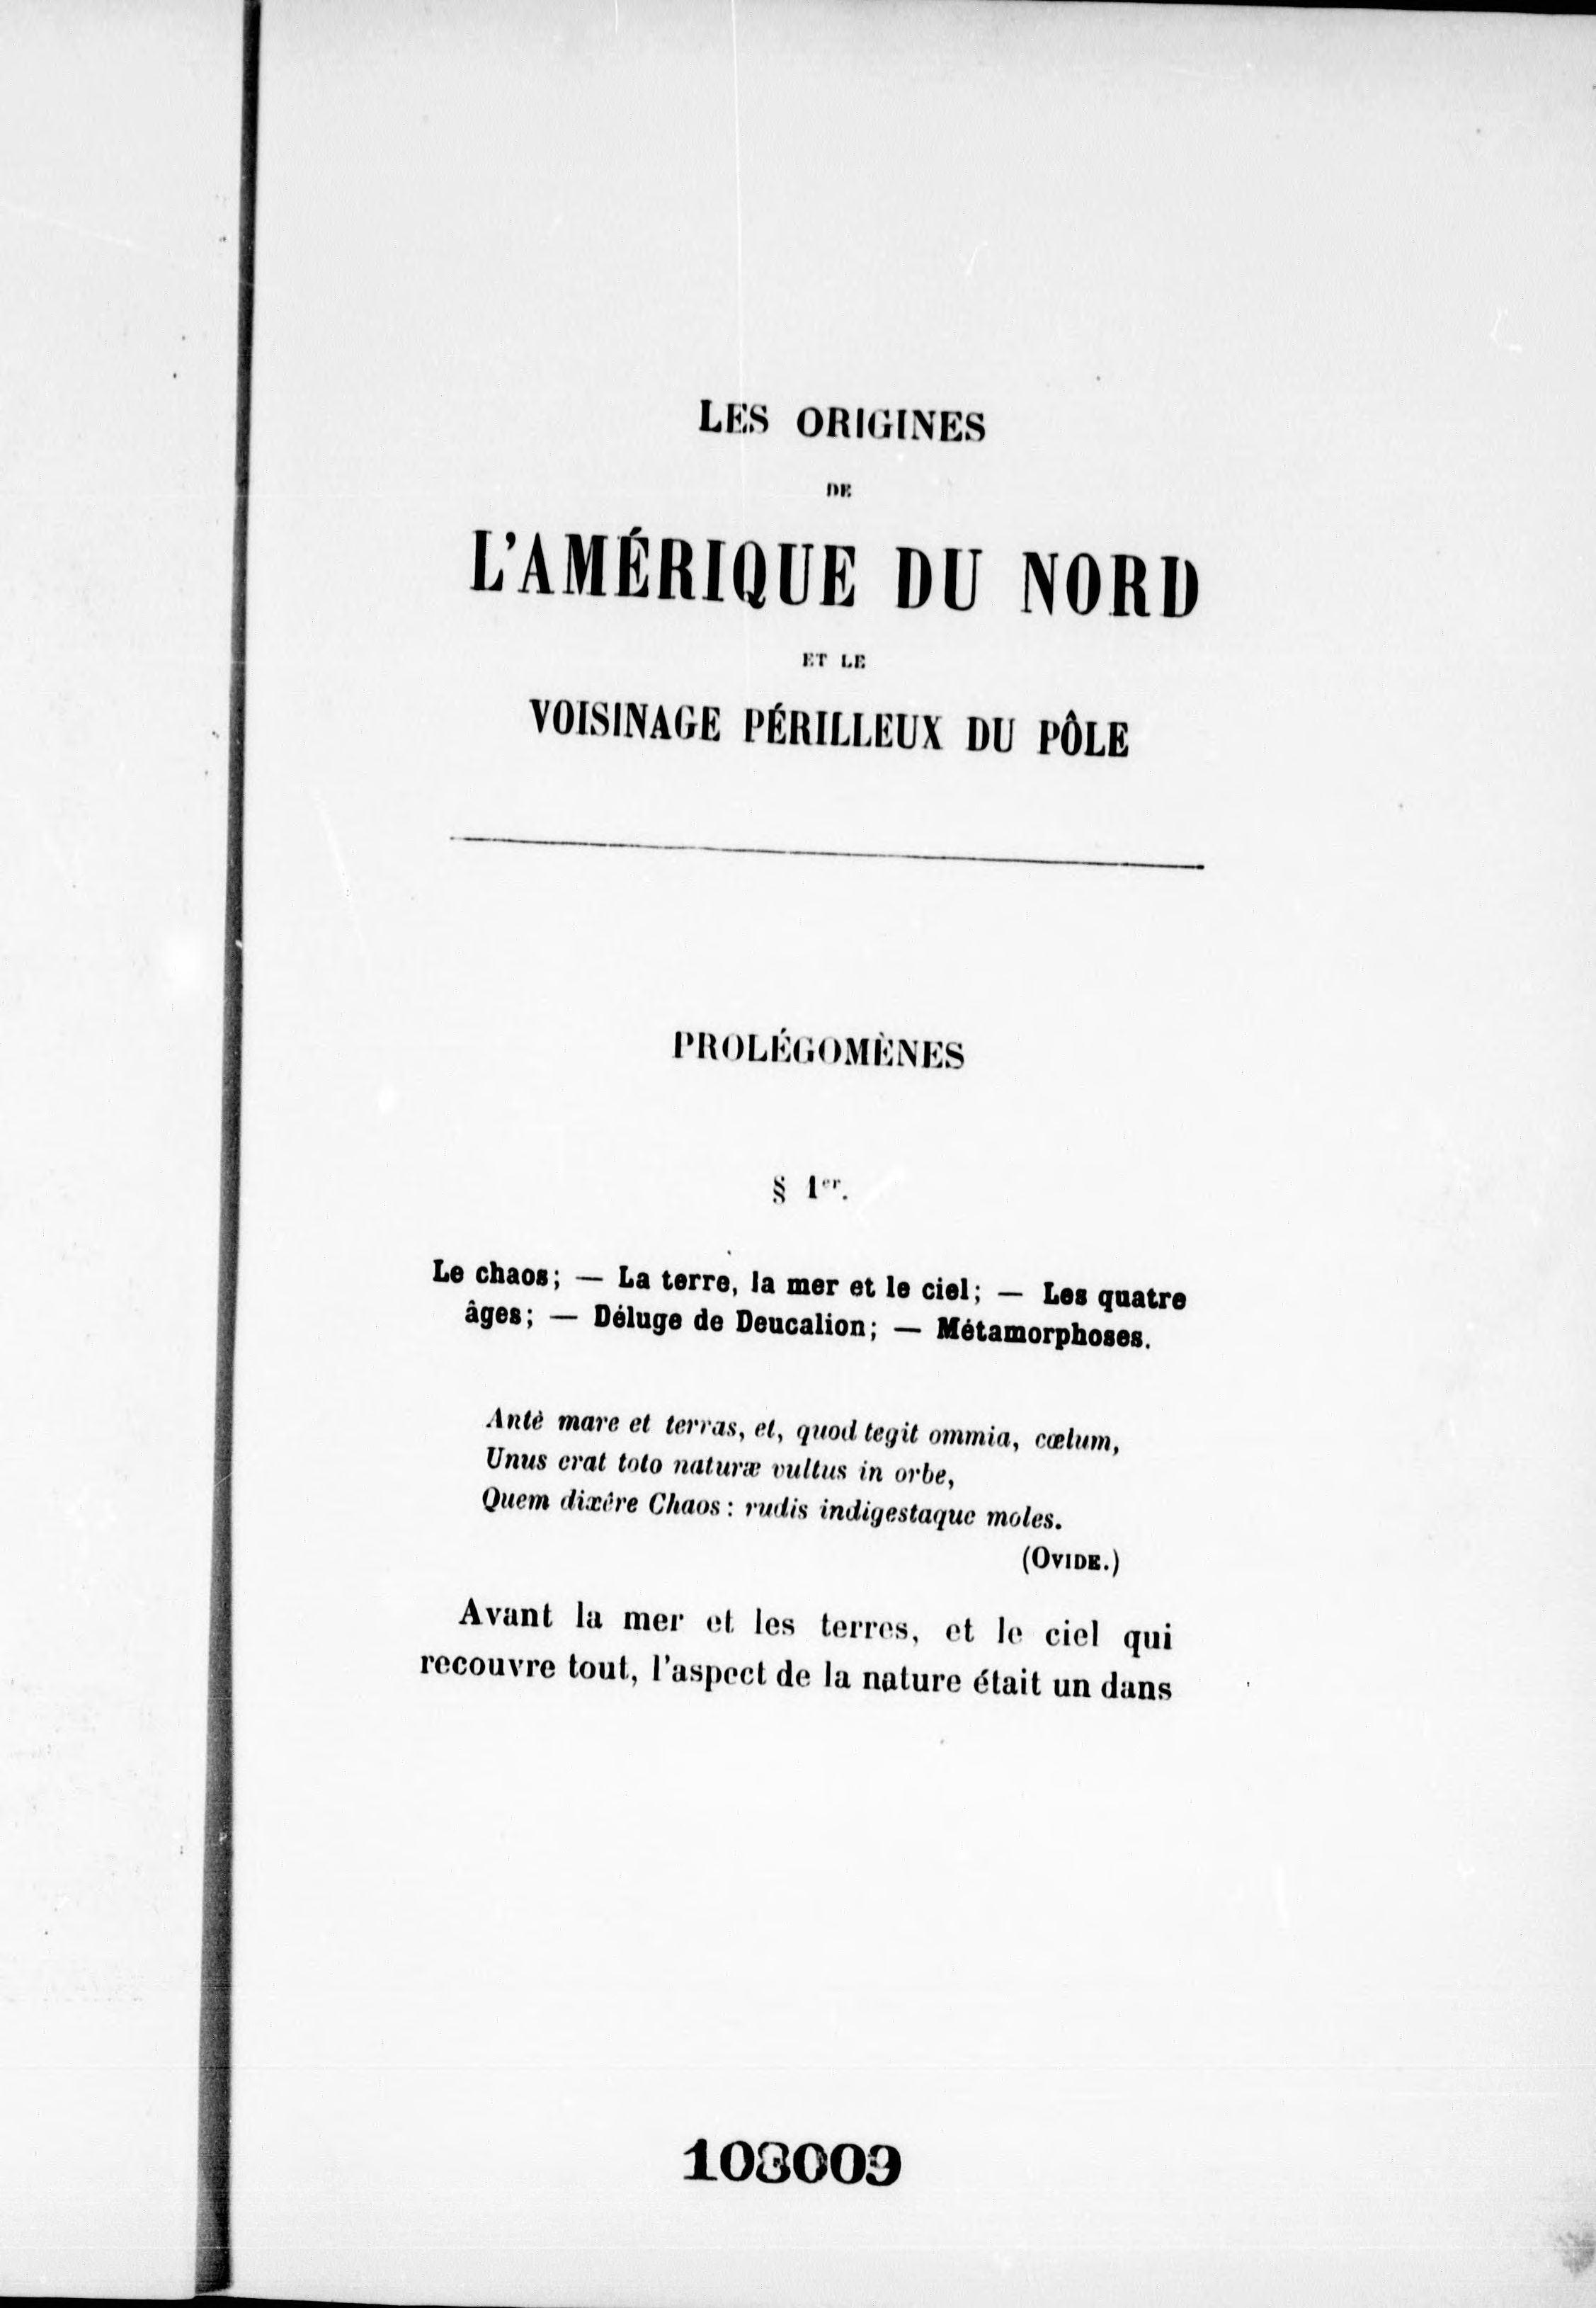 LES ORIGINES
DE
L'AMÉRIQUE DU NORD
ET LE
VOISINAGE PÉRILLEUX DU PÔLE
PROLÉGOMÈNES
§ 1er.
Le chaos; — La terre, la mer et le ciel; — Les quatre
âges; — Déluge de Deucalion; — Métamorphoses.
Antè mare et terras, et, quod tegit ommia, cœlum,
Unus erat toto naturæ vultus in orbe,
Quem dixêre Chaos: rudis indigestaque moles.
(OVIDE.)
Avant la mer et les terres, et le ciel qui
recouvre tout, l'aspect de la nature était un dans
108009